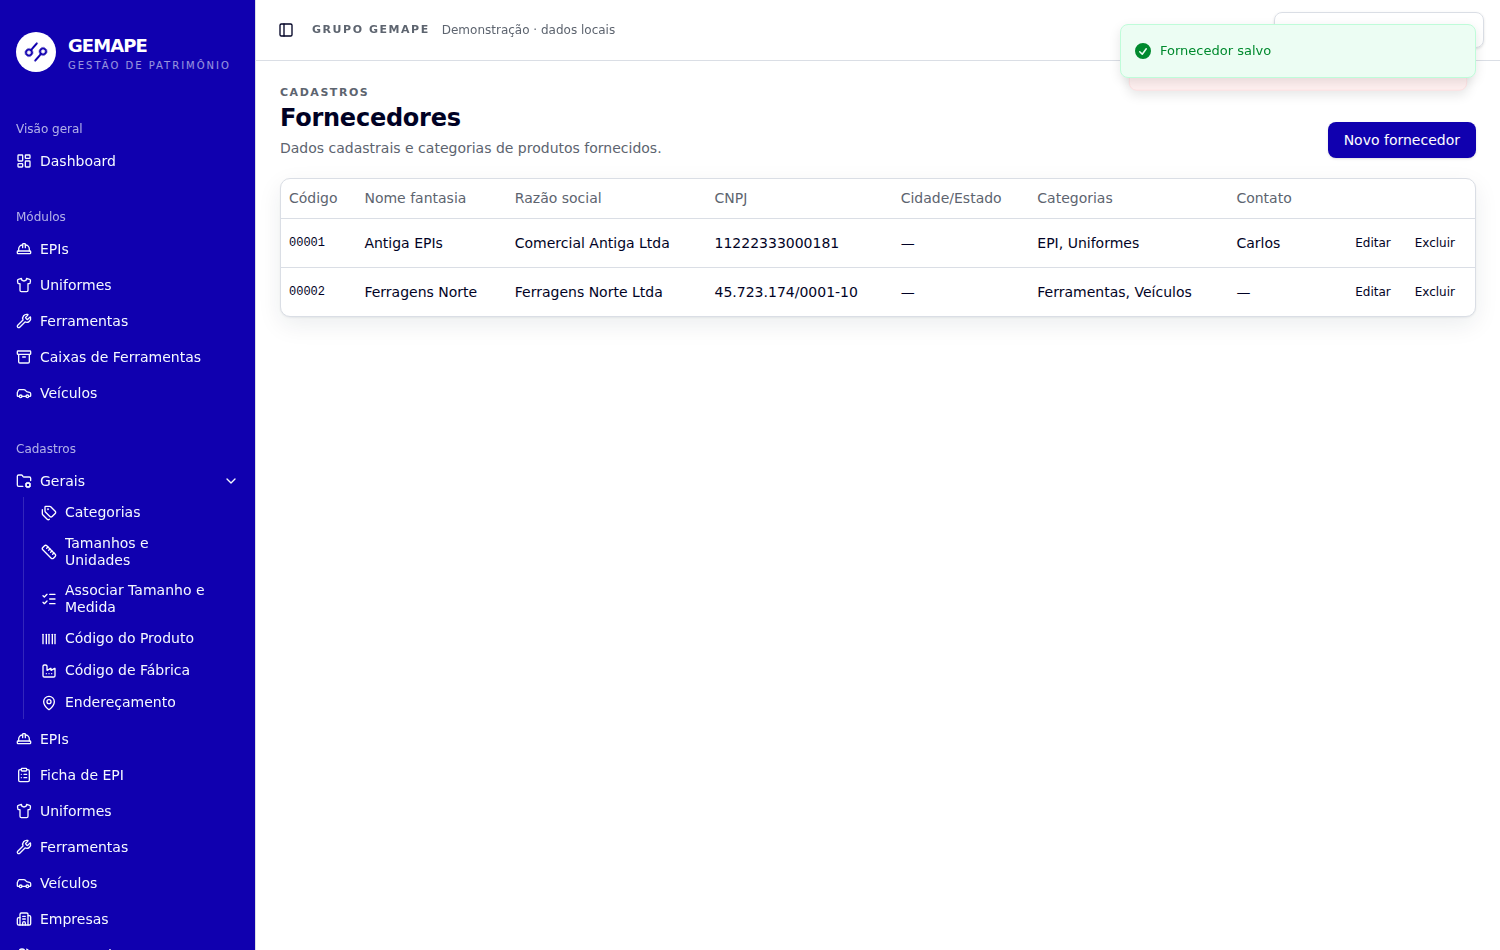 GEMAPE
GESTÃO DE PATRIMÔNIO
Visão geral
Dashboard
Módulos
EPIs
Uniformes
Ferramentas
Caixas de Ferramentas
Veículos
Cadastros
Gerais
Categorias
Tamanhos e
Unidades
Associar Tamanho e
Medida
Código do Produto
Código de Fábrica
Endereçamento
EPIs
Ficha de EPI
Uniformes
Ferramentas
Veículos
Empresas
GRUPO GEMAPE Demonstração · dados locais
Fornecedor salvo
CADASTROS
Fornecedores
Dados cadastrais e categorias de produtos fornecidos.
Novo fornecedor
Código Nome fantasia Razão social CNPJ Cidade/Estado Categorias Contato
00001 Antiga EPIs Comercial Antiga Ltda 11222333000181 — EPI, Uniformes Carlos Editar Excluir
00002 Ferragens Norte Ferragens Norte Ltda 45.723.174/0001-10 — Ferramentas, Veículos — Editar Excluir